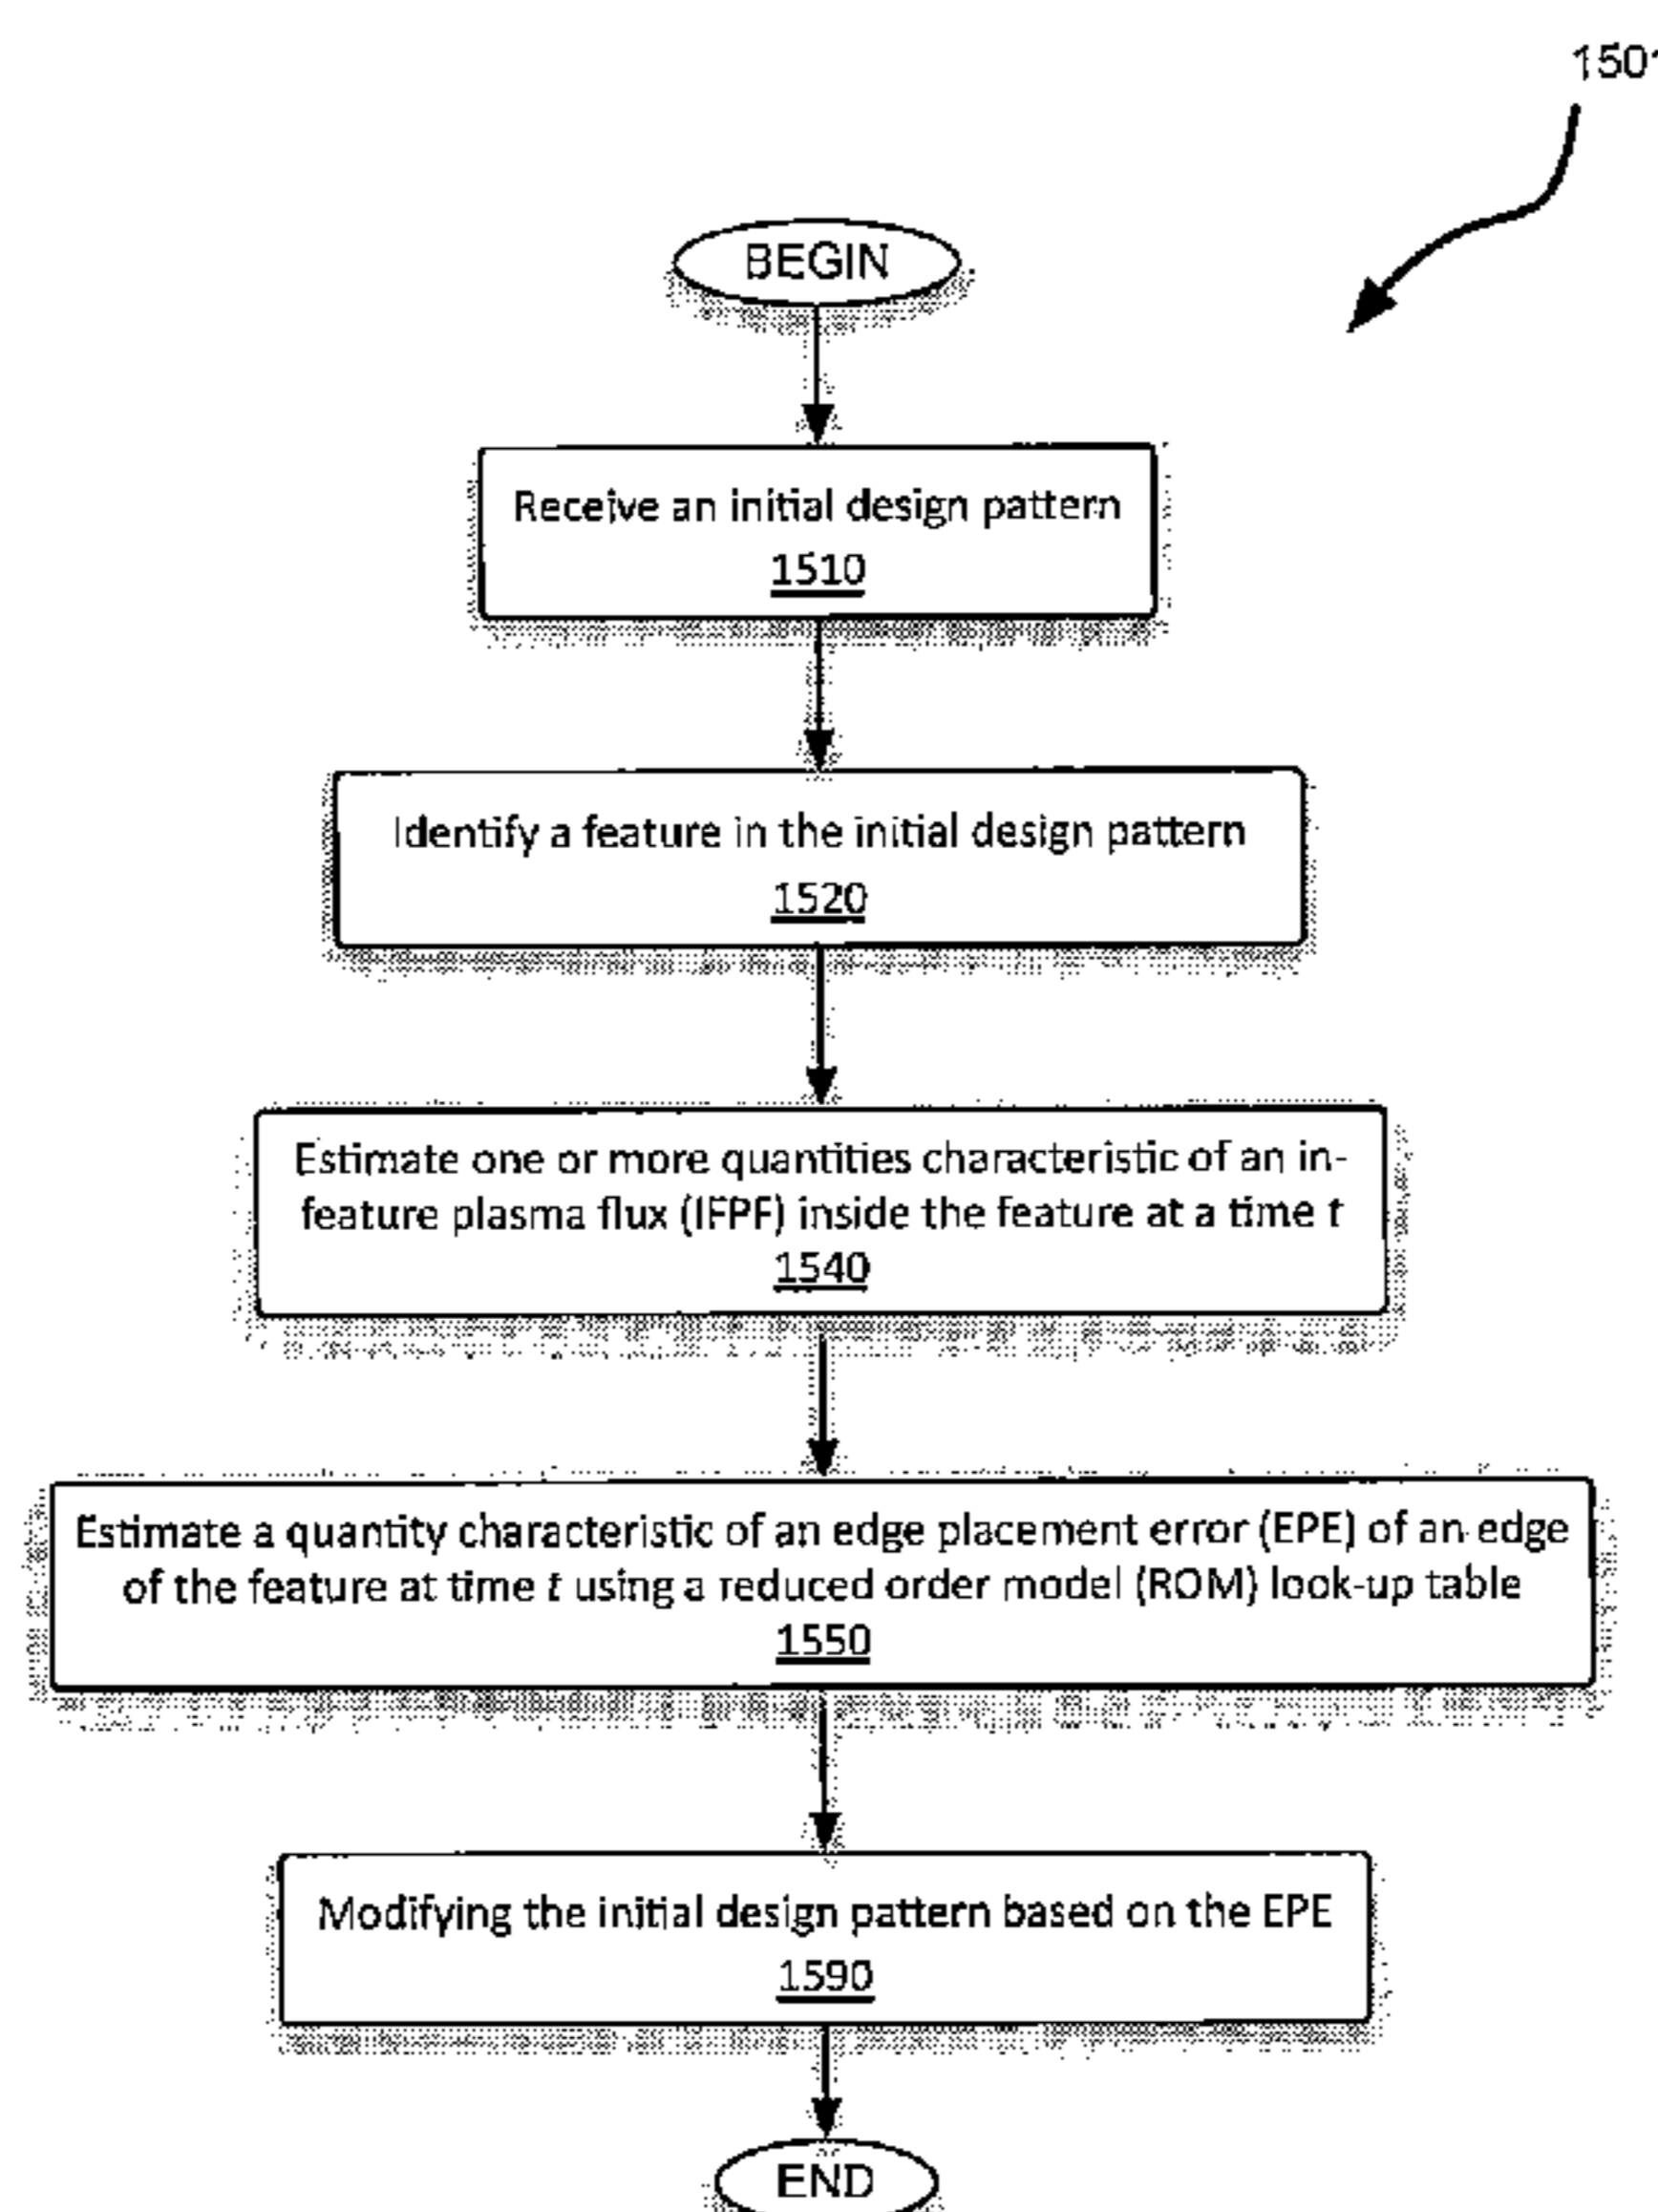 1501
BEGIN
Receive an initial design pattern
1510
Identify a feature in the initial design pattern
1520
Estimate one or more quantities characteristic of an in-
feature plasma flux (IFPF) inside the feature at a time t
1540
Estimate a quantity characteristic of an edge placement error (EPE) of an edge
of the feature at time t using a reduced order model (ROM) look-up table
1550
Modifying the initial design pattern based on the EPE
1590
END